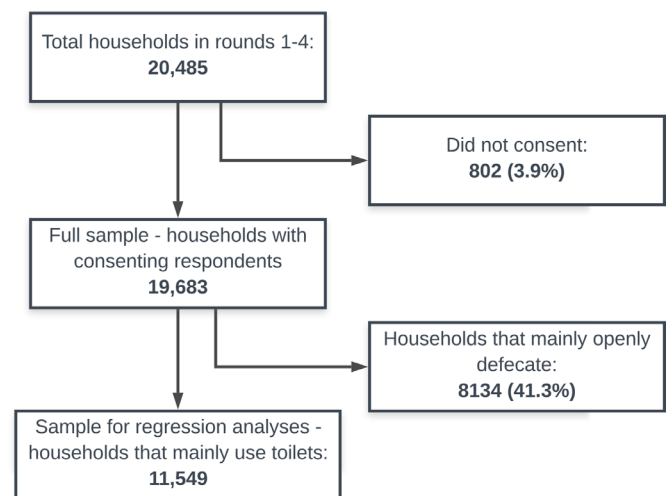 Total households in rounds 1-4:
20,485
Did not consent:
802 (3.9%)
Full sample - households with
consenting respondents
19,683
Households that mainly openly
defecate:
8134 (41.3%)
Sample for regression analyses -
households that mainly use toilets:
11,549